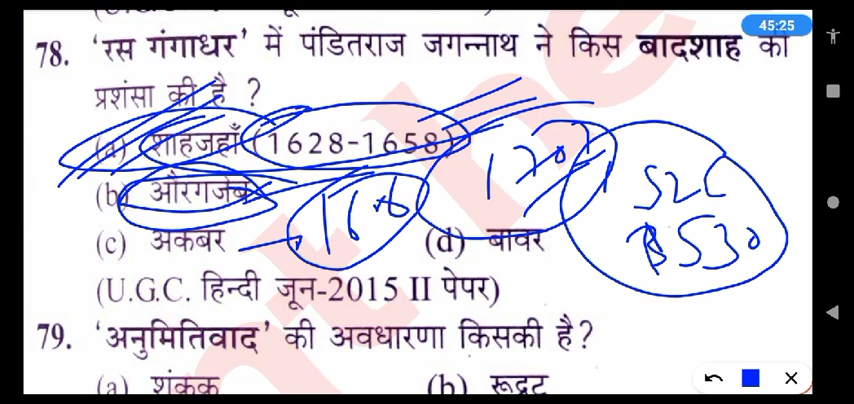 45:25
78. 'रस गंगाधर' में पंडितराज जगन्नाथ ने किस बादशाह की
प्रशंसा की है ?
(a) शाहजहाँ (1628-1658)
(b) औरंगजेब
1707
(c) अकबर
(d) बाबर
1530
(U.G.C. हिन्दी जून-2015 II पेपर)
79. 'अनुमितिवाद' की अवधारणा किसकी है?
(a) शंकुक
(b) रूद्रट